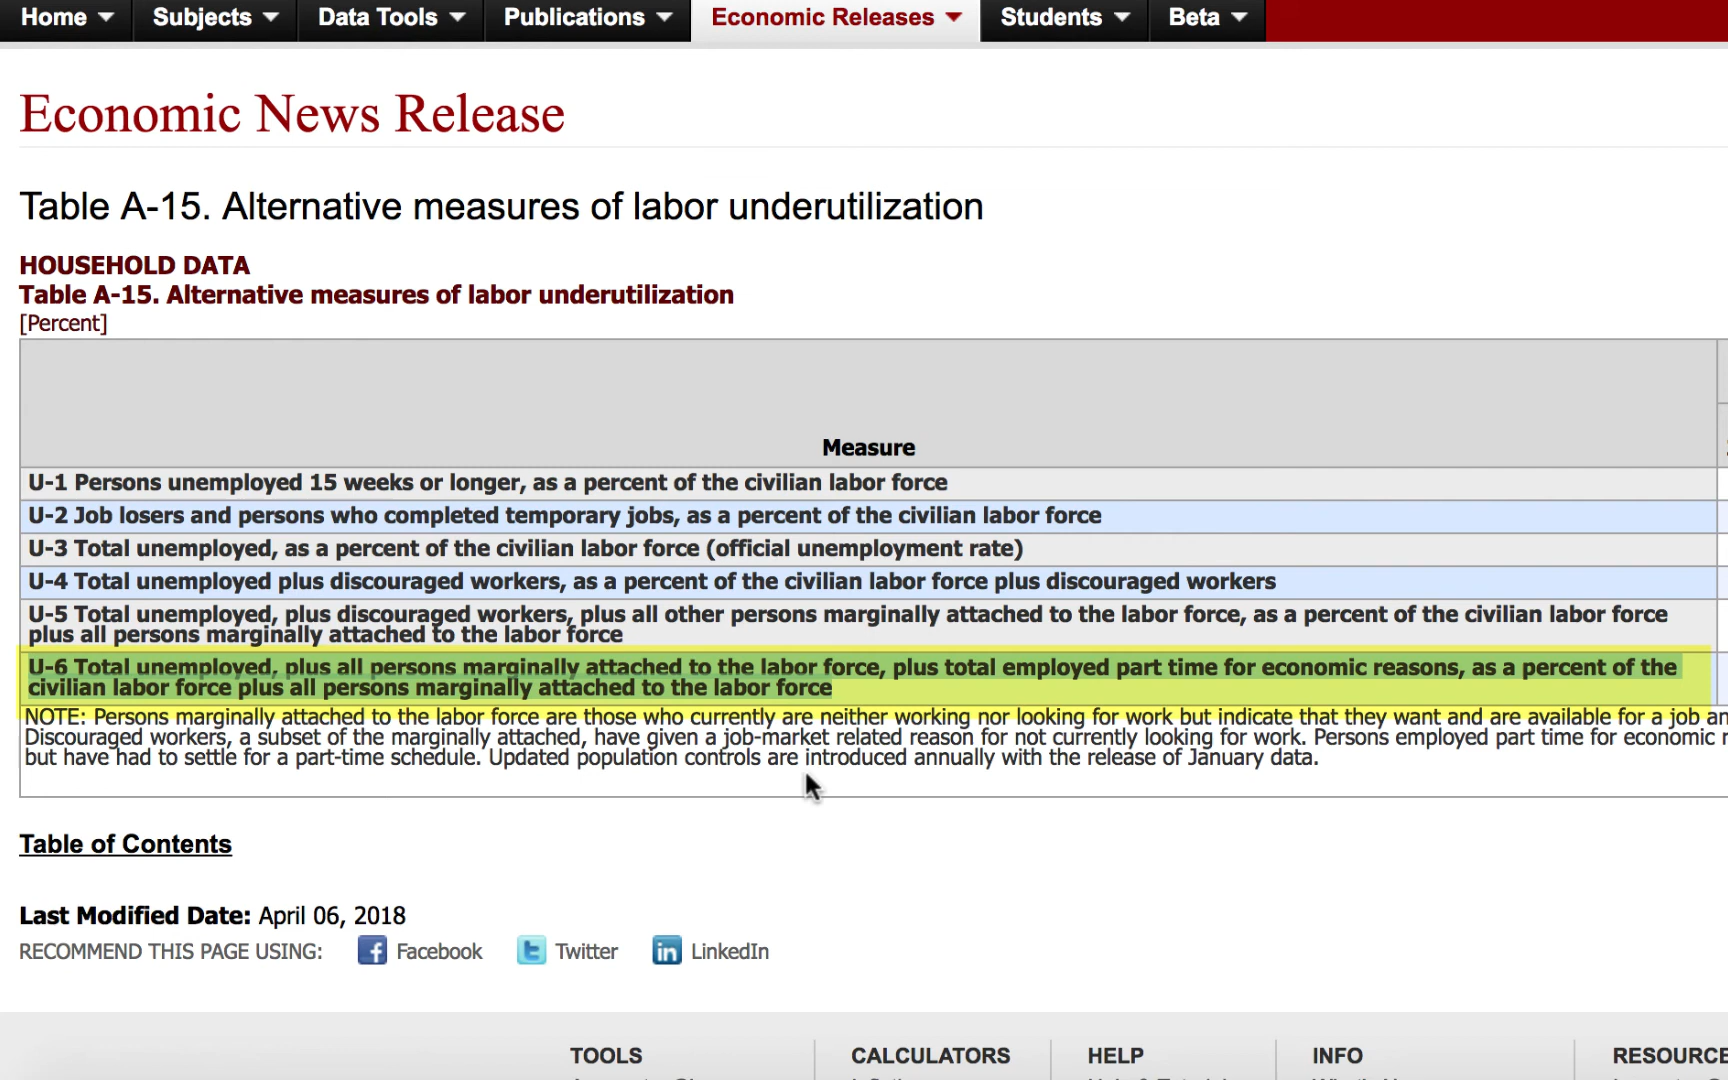 Home Subjects Data Tools Publications Economic Releases Students Beta
Economic News Release
Table A-15. Alternative measures of labor underutilization
HOUSEHOLD DATA
Table A-15. Alternative measures of labor underutilization
[Percent]
Measure
U-1 Persons unemployed 15 weeks or longer, as a percent of the civilian labor force
U-2 Job losers and persons who completed temporary jobs, as a percent of the civilian labor force
U-3 Total unemployed, as a percent of the civilian labor force (official unemployment rate)
U-4 Total unemployed plus discouraged workers, as a percent of the civilian labor force plus discouraged workers
U-5 Total unemployed, plus discouraged workers, plus all other persons marginally attached to the labor force, as a percent of the civilian labor force
plus all persons marginally attached to the labor force
U-6 Total unemployed, plus all persons marginally attached to the labor force, plus total employed part time for economic reasons, as a percent of the
civilian labor force plus all persons marginally attached to the labor force
NOTE: Persons marginally attached to the labor force are those who currently are neither working nor looking for work but indicate that they want and are available for a job
Discouraged workers, a subset of the marginally attached, have given a job-market related reason for not currently looking for work. Persons employed part time for economic
but have had to settle for a part-time schedule. Updated population controls are introduced annually with the release of January data.
Table of Contents
Last Modified Date: April 06, 2018
RECOMMEND THIS PAGE USING: Facebook Twitter LinkedIn
TOOLS CALCULATORS HELP INFO